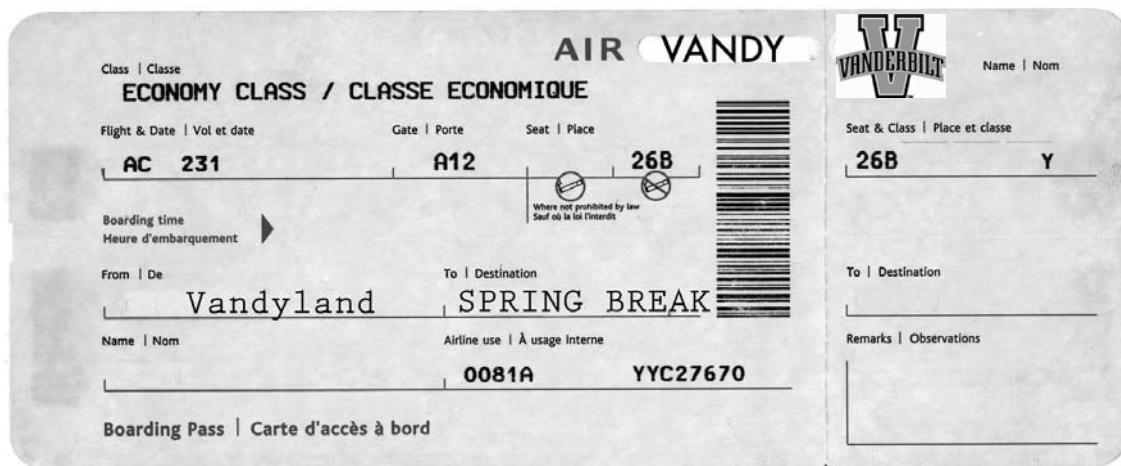 AIR VANDY
Class | Classe
ECONOMY CLASS / CLASSE ECONOMIQUE
Flight & Date | Vol et date
Gate | Porte
Seat | Place
AC 231
A12
26B
Where not prohibited by law
Sauf où la loi l'interdit
Boarding time
Heure d'embarquement
From | De
To | Destination
Vandyland
SPRING BREAK
Name | Nom
Airline use | À usage Interne
0081A
YYC27670
Boarding Pass | Carte d'accès à bord
V
VANDERBILT
Name | Nom
Seat & Class | Place et classe
26B
Y
To | Destination
Remarks | Observations